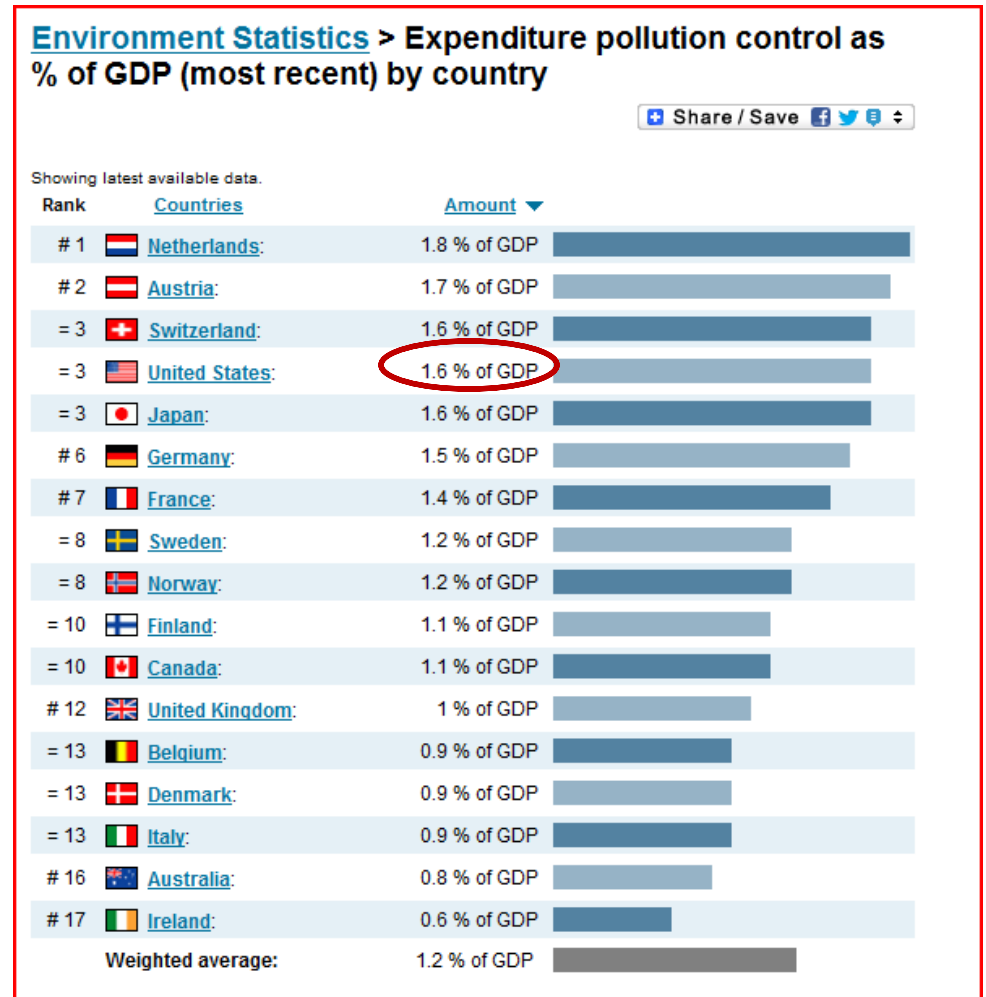 Environment Statistics > Expenditure pollution control as
% of GDP (most recent) by country
Share / Save
Showing latest available data.
Rank Countries Amount
# 1 Netherlands: 1.8 % of GDP
# 2 Austria: 1.7 % of GDP
= 3 Switzerland: 1.6 % of GDP
= 3 United States: 1.6 % of GDP
= 3 Japan: 1.6 % of GDP
# 6 Germany: 1.5 % of GDP
# 7 France: 1.4 % of GDP
= 8 Sweden: 1.2 % of GDP
= 8 Norway: 1.2 % of GDP
= 10 Finland: 1.1 % of GDP
= 10 Canada: 1.1 % of GDP
# 12 United Kingdom: 1 % of GDP
= 13 Belgium: 0.9 % of GDP
= 13 Denmark: 0.9 % of GDP
= 13 Italy: 0.9 % of GDP
# 16 Australia: 0.8 % of GDP
# 17 Ireland: 0.6 % of GDP
Weighted average: 1.2 % of GDP